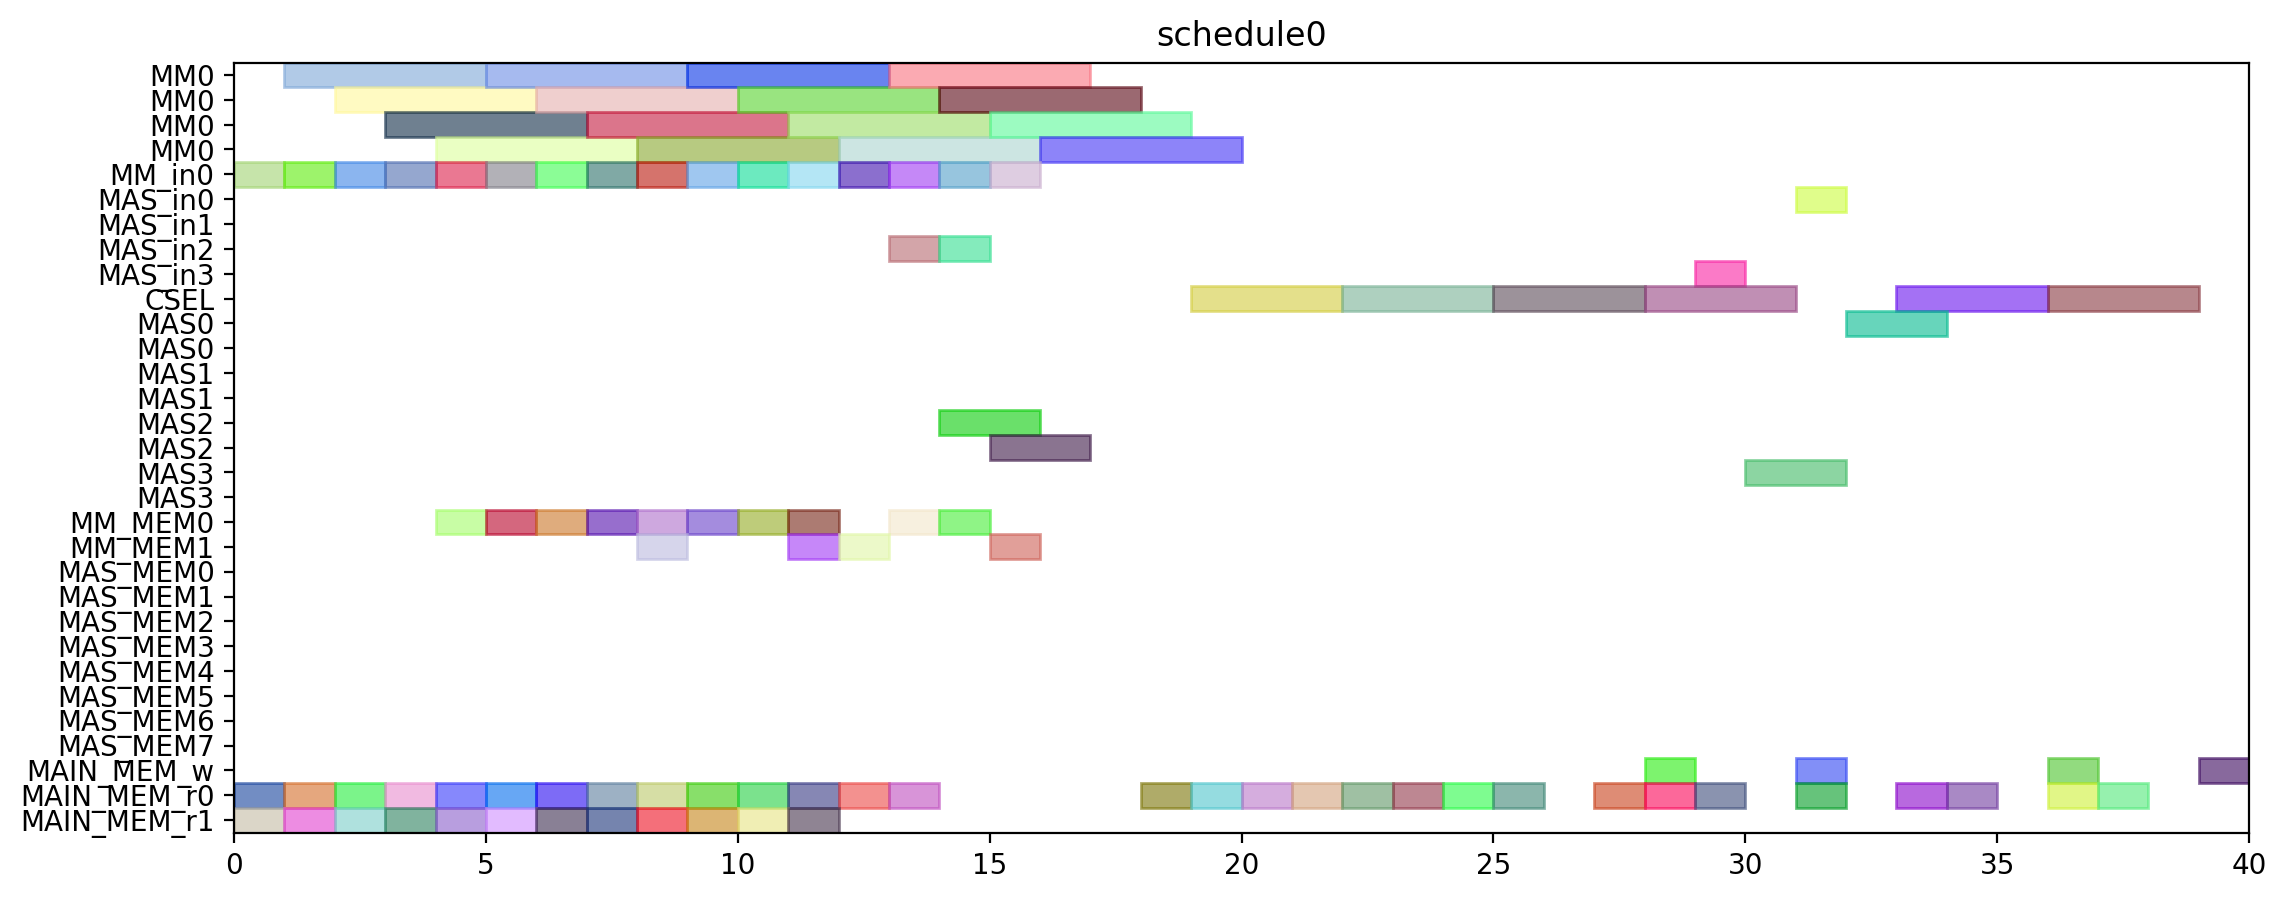 schedule0
MM0
MM0
MM0
MM0
MM_in0
MAS_in0
MAS_in1
MAS_in2
MAS_in3
CSEL
MAS0
MAS0
MAS1
MAS1
MAS2
MAS2
MAS3
MAS3
MM_MEM0
MM_MEM1
MAS_MEM0
MAS_MEM1
MAS_MEM2
MAS_MEM3
MAS_MEM4
MAS_MEM5
MAS_MEM6
MAS_MEM7
MAIN_MEM_w
MAIN_MEM_r0
MAIN_MEM_r1
0 5 10 15 20 25 30 35 40